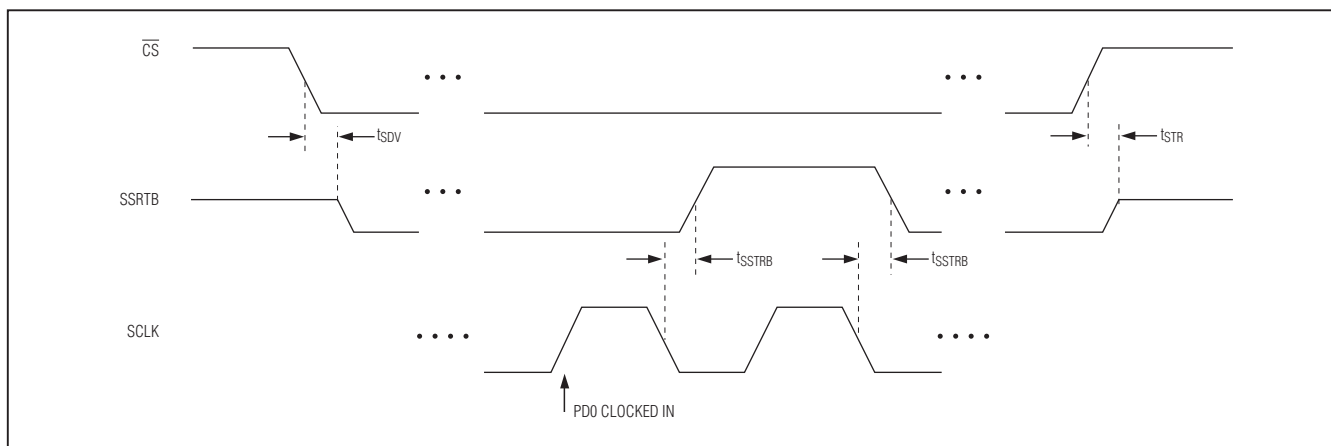 CS
tSDV
tSTR
SSRTB
tSSTRB
tSSTRB
SCLK
PD0 CLOCKED IN